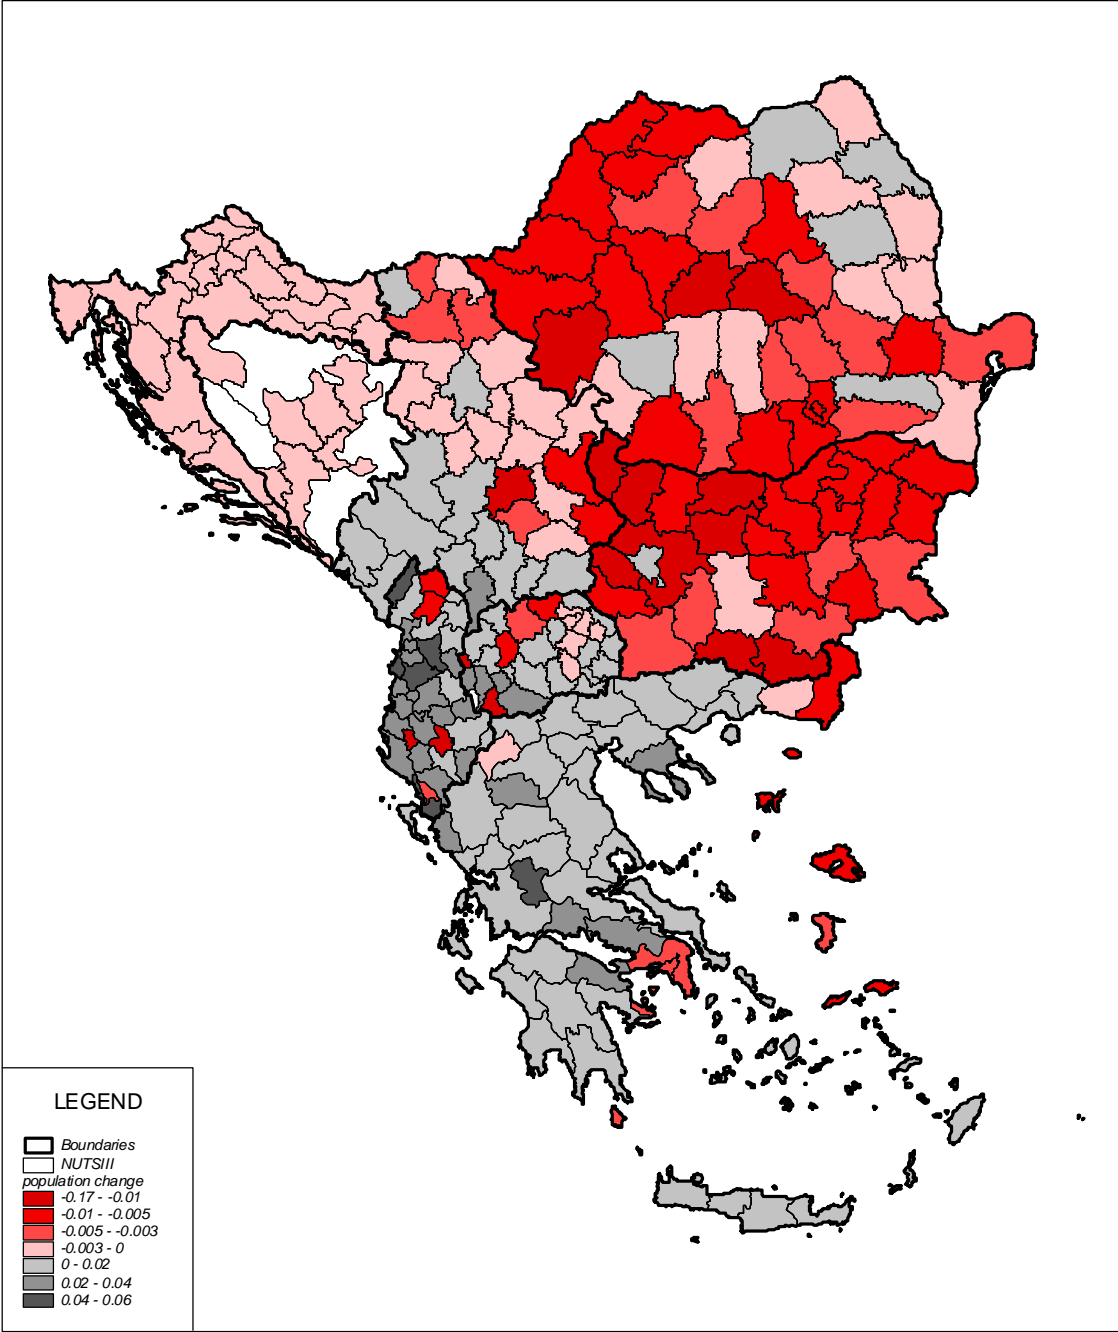 LEGEND
Boundaries
NUTSIII
population change
-0.17 - -0.01
-0.01 - -0.005
-0.005 - -0.003
-0.003 - 0
0 - 0.02
0.02 - 0.04
0.04 - 0.06